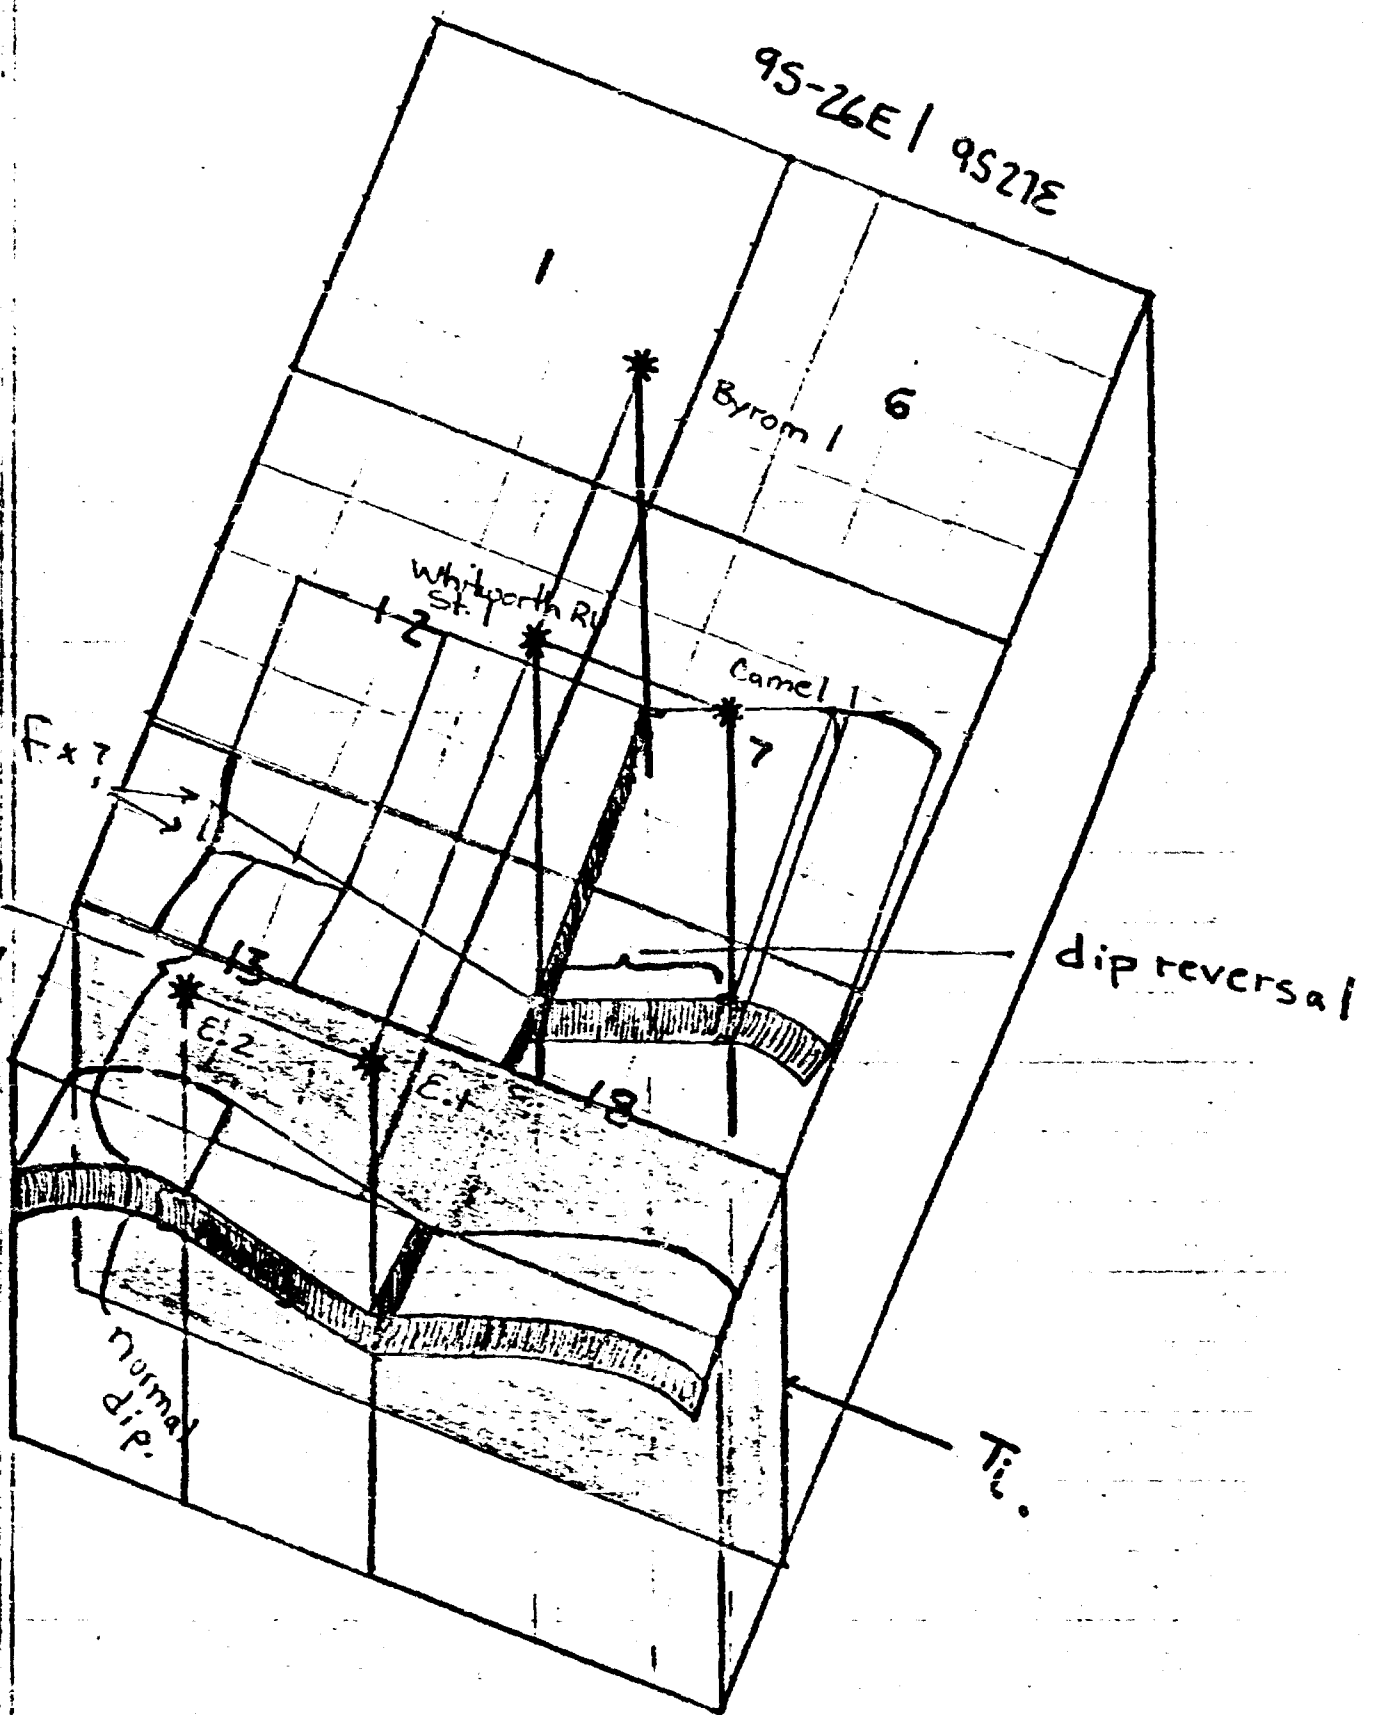 9S-26E | 9S27E
1
6
Byrom 1
Whitworth RU
St. 1
12
Camel 1
7
Fx?
dip reversal
13
E.2
E.1
18
normal
dip.
Ti.